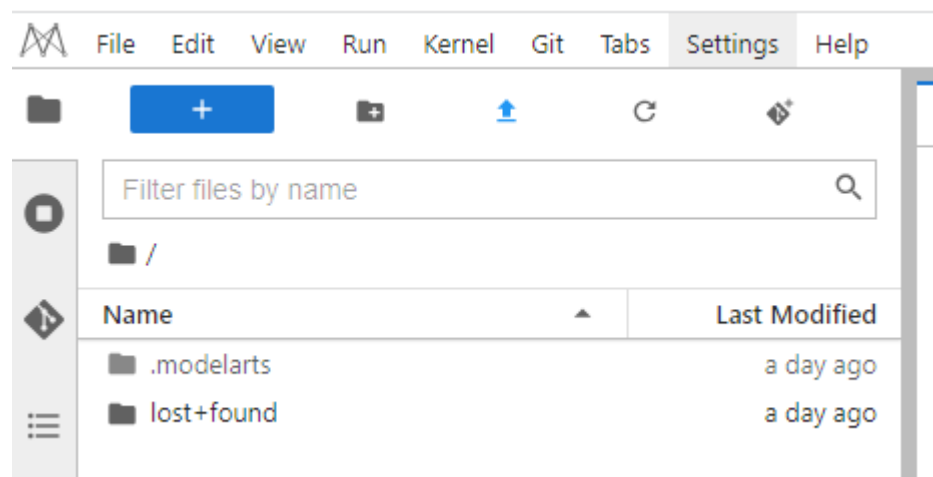 File Edit View Run Kernel Git Tabs Settings Help
+
Filter files by name
/
Name Last Modified
.modelarts a day ago
lost+found a day ago